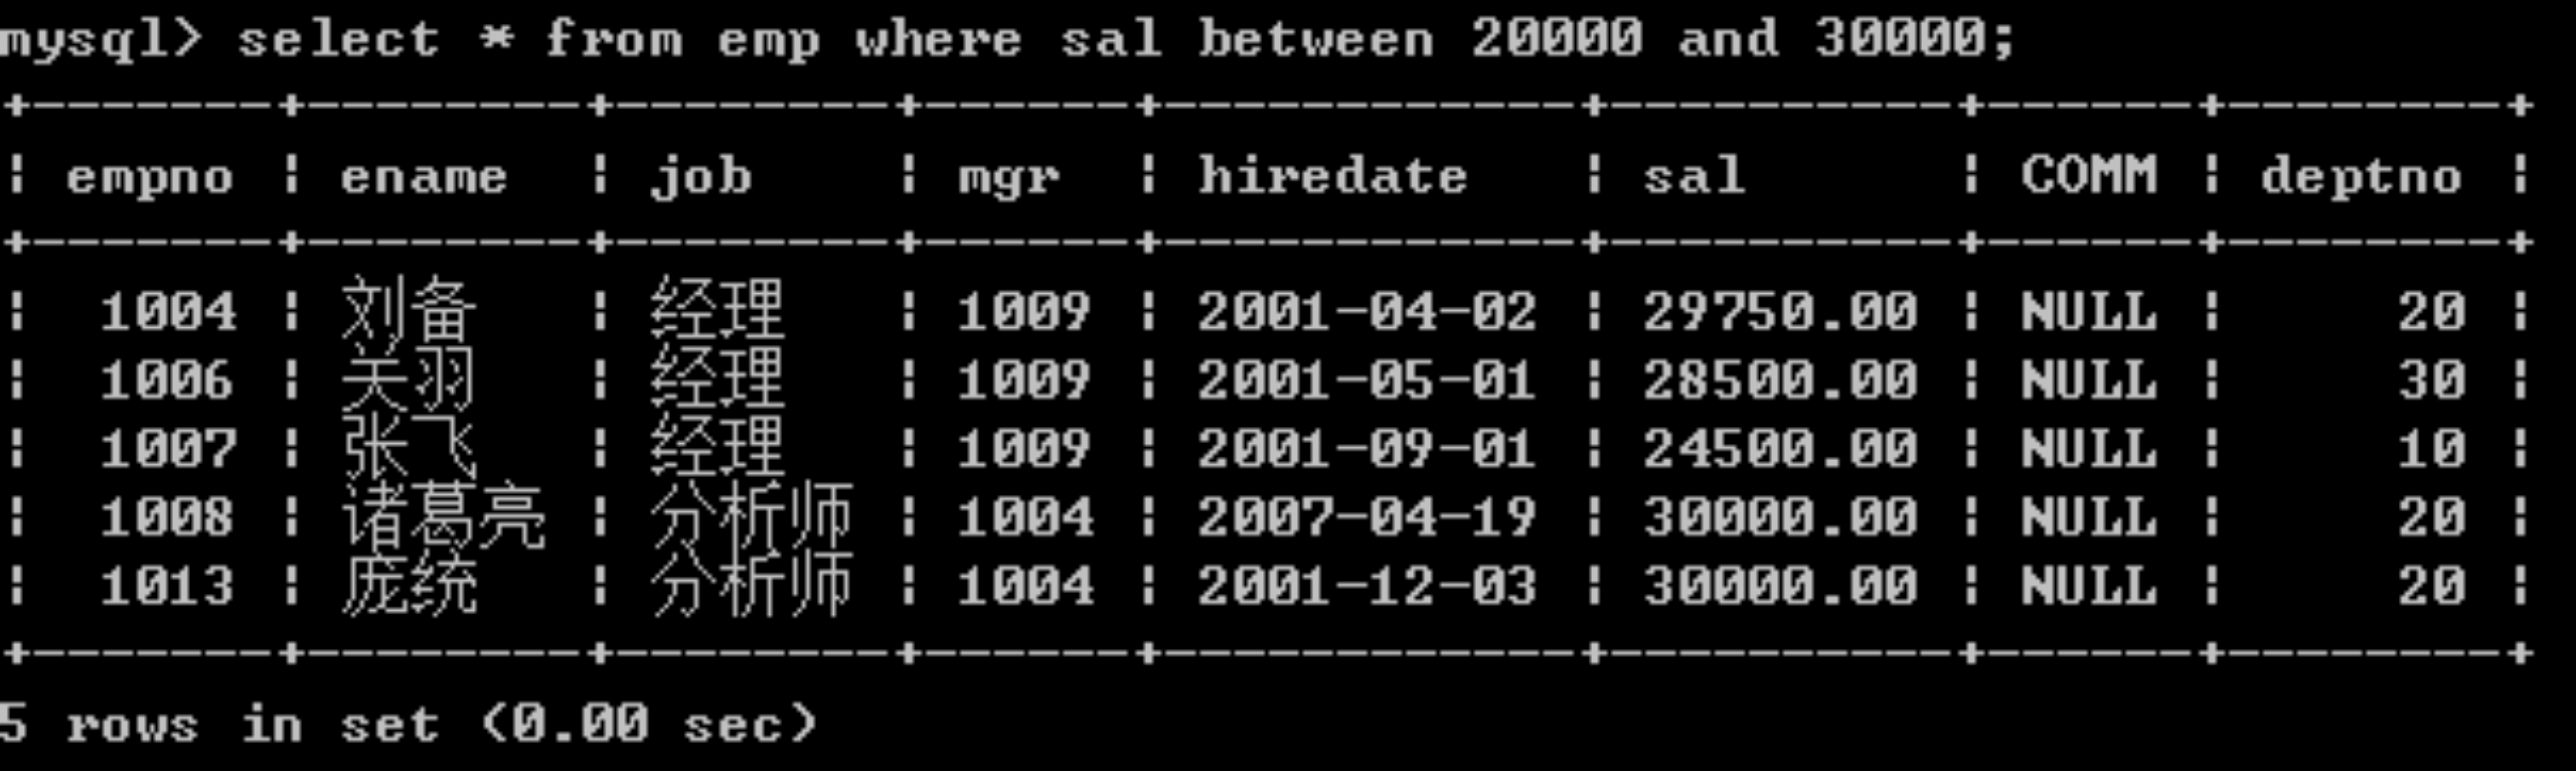 mysql> select * from emp where sal between 20000 and 30000;
+-------+--------+--------+------+------------+----------+------+--------+
| empno | ename  | job    | mgr  | hiredate   | sal      | COMM | deptno |
+-------+--------+--------+------+------------+----------+------+--------+
|  1004 | 刘备   | 经理   | 1009 | 2001-04-02 | 29750.00 | NULL |     20 |
|  1006 | 关羽   | 经理   | 1009 | 2001-05-01 | 28500.00 | NULL |     30 |
|  1007 | 张飞   | 经理   | 1009 | 2001-09-01 | 24500.00 | NULL |     10 |
|  1008 | 诸葛亮 | 分析师 | 1004 | 2007-04-19 | 30000.00 | NULL |     20 |
|  1013 | 庞统   | 分析师 | 1004 | 2001-12-03 | 30000.00 | NULL |     20 |
+-------+--------+--------+------+------------+----------+------+--------+
5 rows in set (0.00 sec)